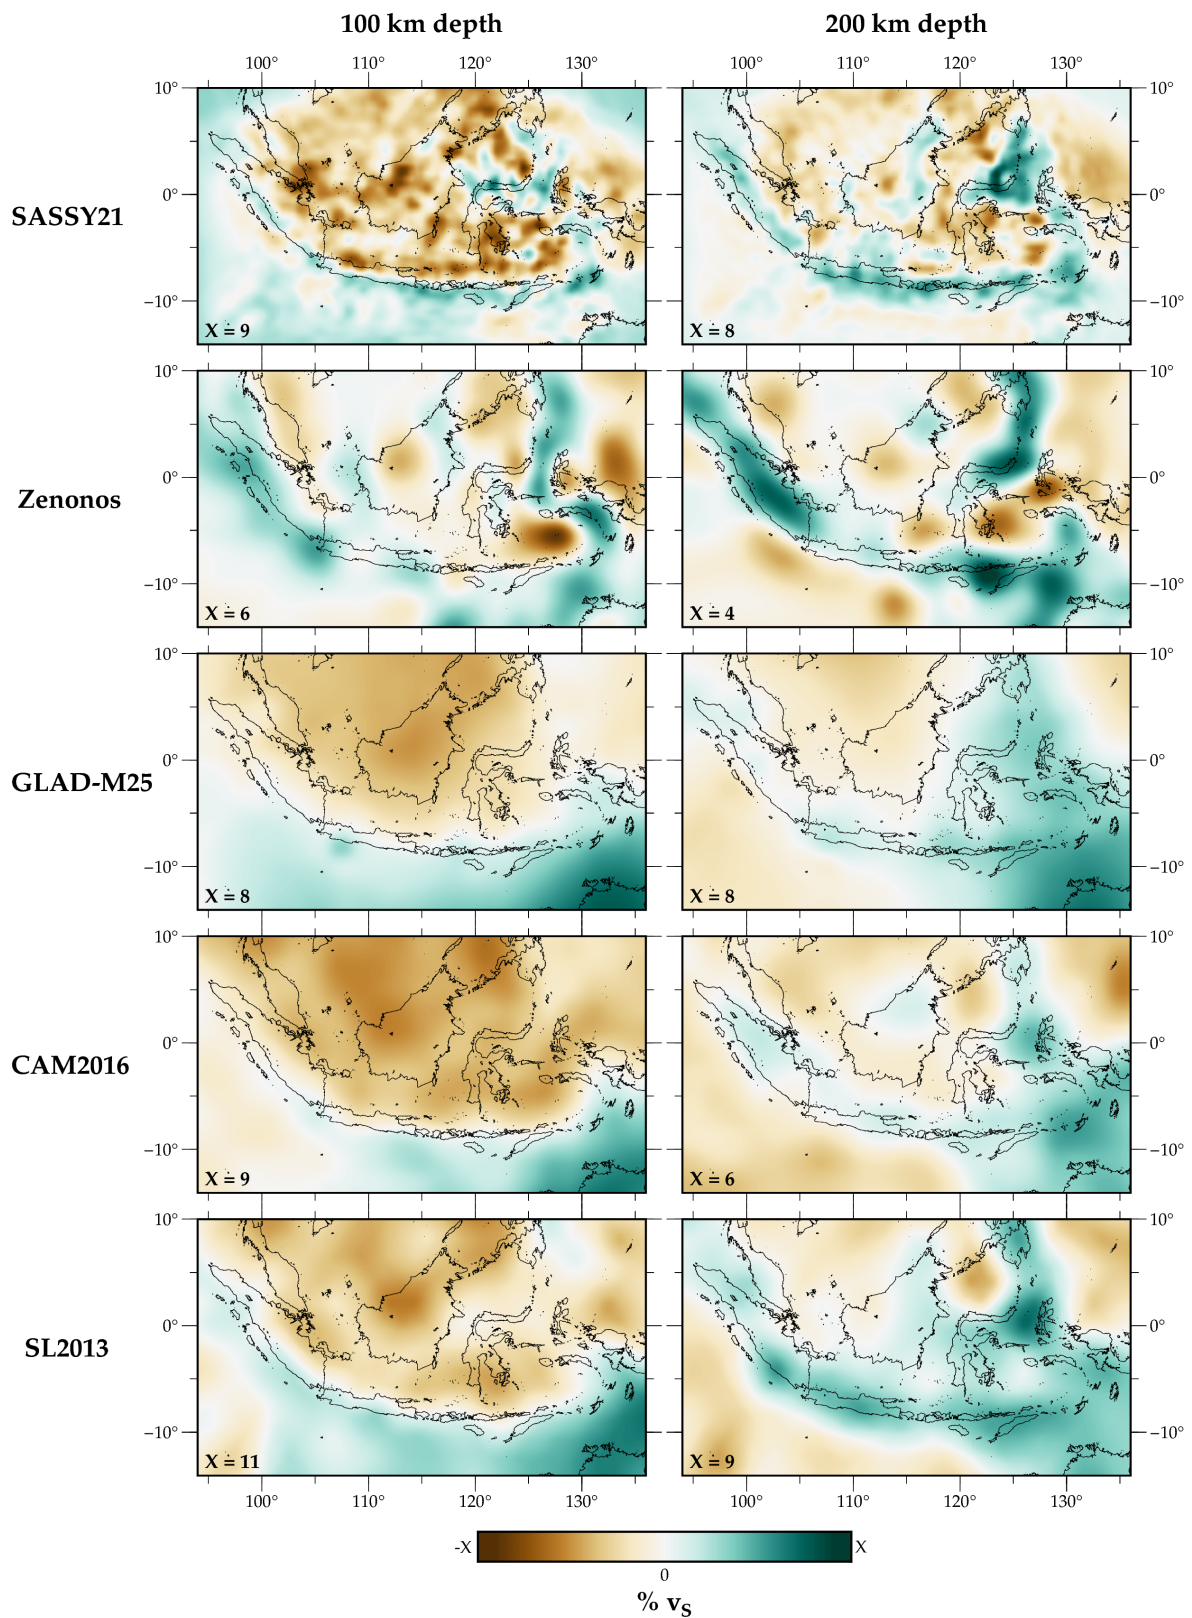 100 km depth 200 km depth
100° 110° 120° 130° 100° 110° 120° 130°
10° 10°
0° 0°
SASSY21
−10° −10°
X = 9 X = 8
10° 10°
0° 0°
Zenonos
−10° −10°
X = 6 X = 4
10° 10°
0° 0°
GLAD-M25
−10° −10°
X = 8 X = 8
10° 10°
0° 0°
CAM2016
−10° −10°
X = 9 X = 6
10° 10°
0° 0°
SL2013
−10° −10°
X = 11 X = 9
100° 110° 120° 130° 100° 110° 120° 130°
-X X
0
% vS